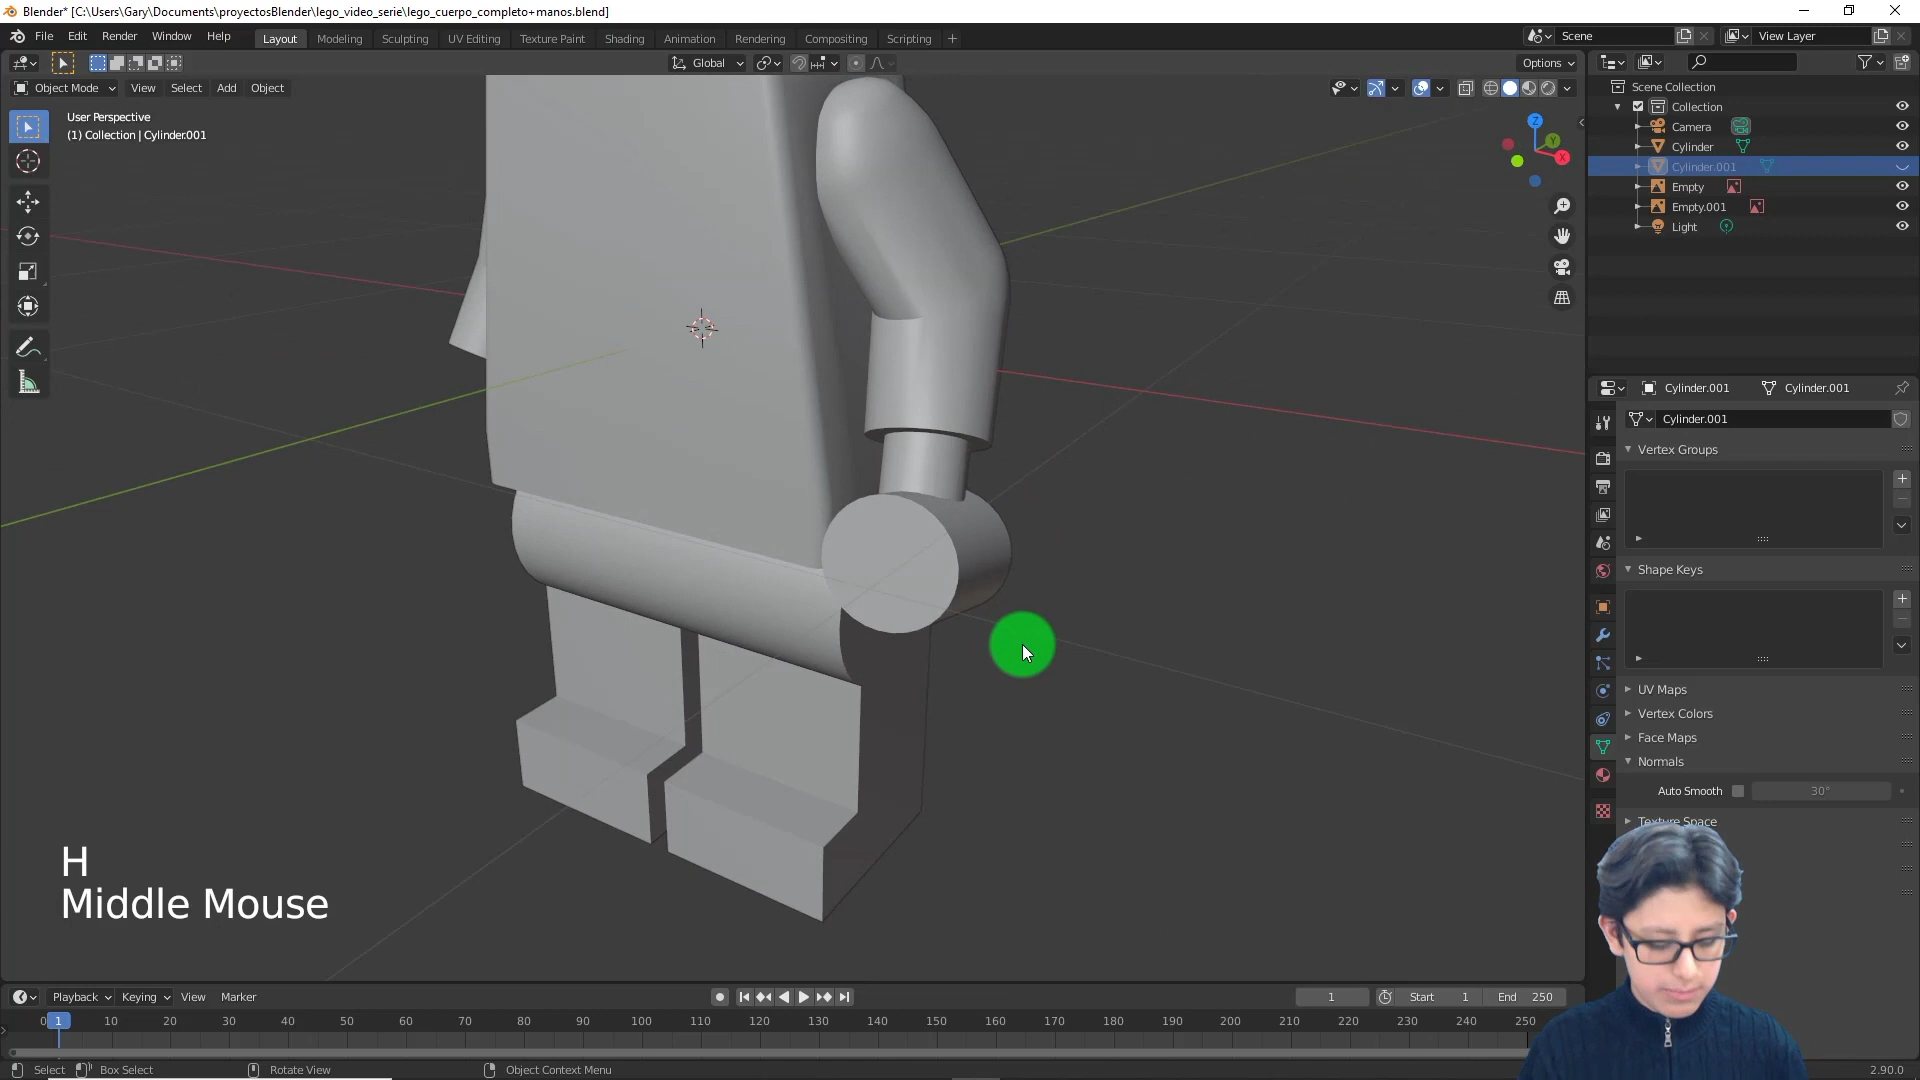 Blender* [C:\Users\Gary\Documents\proyectosBlender\lego_video_serie\lego_cuerpo_completo+manos.blend]
File Edit Render Window Help
Layout Modeling Sculpting UV Editing Texture Paint Shading Animation Rendering Compositing Scripting +
Scene
View Layer
Global
Options
Object Mode View Select Add Object
User Perspective
(1) Collection | Cylinder.001
Z
Y
X
Scene Collection
Collection
Camera
Cylinder
Cylinder.001
Empty
Empty.001
Light
Cylinder.001
Cylinder.001
Cylinder.001
Vertex Groups
Shape Keys
UV Maps
Vertex Colors
Face Maps
Normals
Auto Smooth
30°
Texture Space
H
Middle Mouse
Playback Keying View Marker
1
Start 1
End 250
0 1 10 20 30 40 50 60 70 80 90 100 110 120 130 140 150 160 170 180 190 200 210 220 230 240 250
Select Box Select Rotate View Object Context Menu
2.90.0